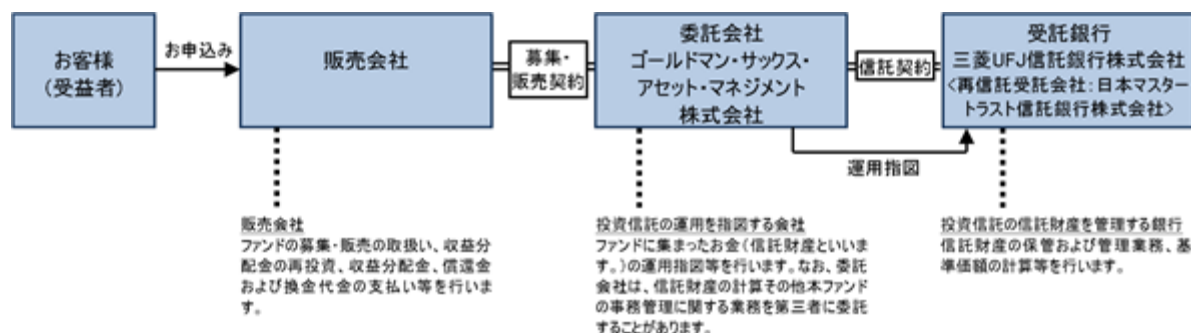 お客様
(受益者)
お申込み
販売会社
募集・
販売契約
委託会社
ゴールドマン・サックス・
アセット・マネジメント
株式会社
信託契約
受託銀行
三菱UFJ信託銀行株式会社
<再信託受託会社:日本マスター
トラスト信託銀行株式会社>
運用指図
販売会社
ファンドの募集・販売の取扱い、収益分
配金の再投資、収益分配金、償還金
および換金代金の支払い等を行いま
す。
投資信託の運用を指図する会社
ファンドに集まったお金(信託財産といいま
す。)の運用指図等を行います。なお、委託
会社は、信託財産の計算その他本ファンド
の事務管理に関する業務を第三者に委託
することがあります。
投資信託の信託財産を管理する銀行
信託財産の保管および管理業務、基
準価額の計算等を行います。